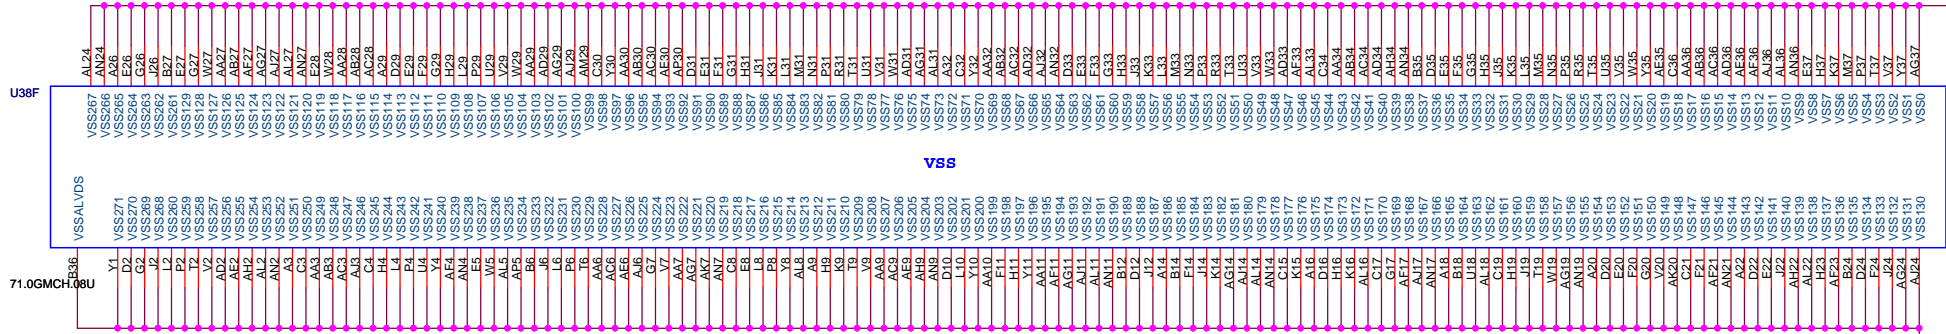 AL24 AN24 A26 E26 G26 J26 B27 E27 G27 W27 AA27 AB27 AF27 AG27 AJ27 AL27 AN27 E28 W28 AA28 AB28 AC28 A29 D29 E29 F29 G29 H29 L29 P29 U29 V29 W29 AA29 AD29 AG29 AJ29 AM29 C30 Y30 AA30 AB30 AC30 AE30 AP30 D31 E31 F31 G31 H31 J31 K31 L31 M31 N31 P31 R31 T31 U31 V31 W31 AD31 AG31 AL31 A32 C32 Y32 AA32 AB32 AC32 AD32 AJ32 AN32 D33 E33 F33 G33 H33 J33 K33 L33 M33 N33 P33 R33 T33 U33 V33 W33 AD33 AF33 AL33 C34 AA34 AB34 AC34 AD34 AH34 AN34 B35 D35 E35 F35 G35 H35 J35 K35 L35 M35 N35 P35 R35 T35 U35 V35 W35 Y35 AE35 C36 AA36 AB36 AC36 AD36 AE36 AF36 AJ36 AL36 AN36 E37 H37 K37 M37 P37 T37 V37 Y37 AG37
U38F
VSS267 VSS266 VSS265 VSS264 VSS263 VSS262 VSS261 VSS129 VSS128 VSS127 VSS126 VSS125 VSS124 VSS123 VSS122 VSS121 VSS120 VSS119 VSS118 VSS117 VSS116 VSS115 VSS114 VSS113 VSS112 VSS111 VSS110 VSS109 VSS108 VSS107 VSS106 VSS105 VSS104 VSS103 VSS102 VSS101 VSS100 VSS99 VSS98 VSS97 VSS96 VSS95 VSS94 VSS93 VSS92 VSS91 VSS90 VSS89 VSS88 VSS87 VSS86 VSS85 VSS84 VSS83 VSS82 VSS81 VSS80 VSS79 VSS78 VSS77 VSS76 VSS75 VSS74 VSS73 VSS72 VSS71 VSS70 VSS69 VSS68 VSS67 VSS66 VSS65 VSS64 VSS63 VSS62 VSS61 VSS60 VSS59 VSS58 VSS57 VSS56 VSS55 VSS54 VSS53 VSS52 VSS51 VSS50 VSS49 VSS48 VSS47 VSS46 VSS45 VSS44 VSS43 VSS42 VSS41 VSS40 VSS39 VSS38 VSS37 VSS36 VSS35 VSS34 VSS33 VSS32 VSS31 VSS30 VSS29 VSS28 VSS27 VSS26 VSS25 VSS24 VSS23 VSS22 VSS21 VSS20 VSS19 VSS18 VSS17 VSS16 VSS15 VSS14 VSS13 VSS12 VSS11 VSS10 VSS9 VSS8 VSS7 VSS6 VSS5 VSS4 VSS3 VSS2 VSS1 VSS0
VSS
VSSALVDS VSS271 VSS270 VSS269 VSS268 VSS260 VSS259 VSS258 VSS257 VSS256 VSS255 VSS254 VSS253 VSS252 VSS251 VSS250 VSS249 VSS248 VSS247 VSS246 VSS245 VSS244 VSS243 VSS242 VSS241 VSS240 VSS239 VSS238 VSS237 VSS236 VSS235 VSS234 VSS233 VSS232 VSS231 VSS230 VSS229 VSS228 VSS227 VSS226 VSS225 VSS224 VSS223 VSS222 VSS221 VSS220 VSS219 VSS218 VSS217 VSS216 VSS215 VSS214 VSS213 VSS212 VSS211 VSS210 VSS209 VSS208 VSS207 VSS206 VSS205 VSS204 VSS203 VSS202 VSS201 VSS200 VSS199 VSS198 VSS197 VSS196 VSS195 VSS194 VSS193 VSS192 VSS191 VSS190 VSS189 VSS188 VSS187 VSS186 VSS185 VSS184 VSS183 VSS182 VSS181 VSS180 VSS179 VSS178 VSS177 VSS176 VSS175 VSS174 VSS173 VSS172 VSS171 VSS170 VSS169 VSS168 VSS167 VSS166 VSS165 VSS164 VSS163 VSS162 VSS161 VSS160 VSS159 VSS158 VSS157 VSS156 VSS155 VSS154 VSS153 VSS152 VSS151 VSS150 VSS149 VSS148 VSS147 VSS146 VSS145 VSS144 VSS143 VSS142 VSS141 VSS140 VSS139 VSS138 VSS137 VSS136 VSS135 VSS134 VSS133 VSS132 VSS131 VSS130
B36 Y1 D2 G2 J2 L2 P2 T2 V2 AD2 AE2 AH2 AL2 AN2 A3 C3 AA3 AB3 AC3 AJ3 C4 H4 L4 P4 U4 Y4 AF4 AN4 E5 W5 AL5 AP5 B6 J6 L6 P6 T6 AA6 AC6 AE6 AJ6 G7 V7 AA7 AG7 AK7 AN7 C8 E8 L8 P8 Y8 AL8 A9 H9 K9 T9 V9 AA9 AC9 AE9 AH9 AN9 D10 L10 Y10 AA10 F11 H11 Y11 AA11 AF11 AG11 AJ11 AL11 AN11 B12 D12 J12 A14 B14 F14 J14 K14 AG14 AJ14 AL14 AN14 C15 K15 A16 D16 H16 K16 AL16 C17 G17 AF17 AJ17 AN17 A18 B18 U18 AL18 C19 H19 J19 T19 W19 AG19 AN19 A20 D20 E20 F20 G20 V20 AK20 C21 F21 AF21 AN21 A22 D22 E22 J22 AH22 AL22 H23 AF23 B24 D24 F24 J24 AG24 AJ24
71.0GMCH.08U